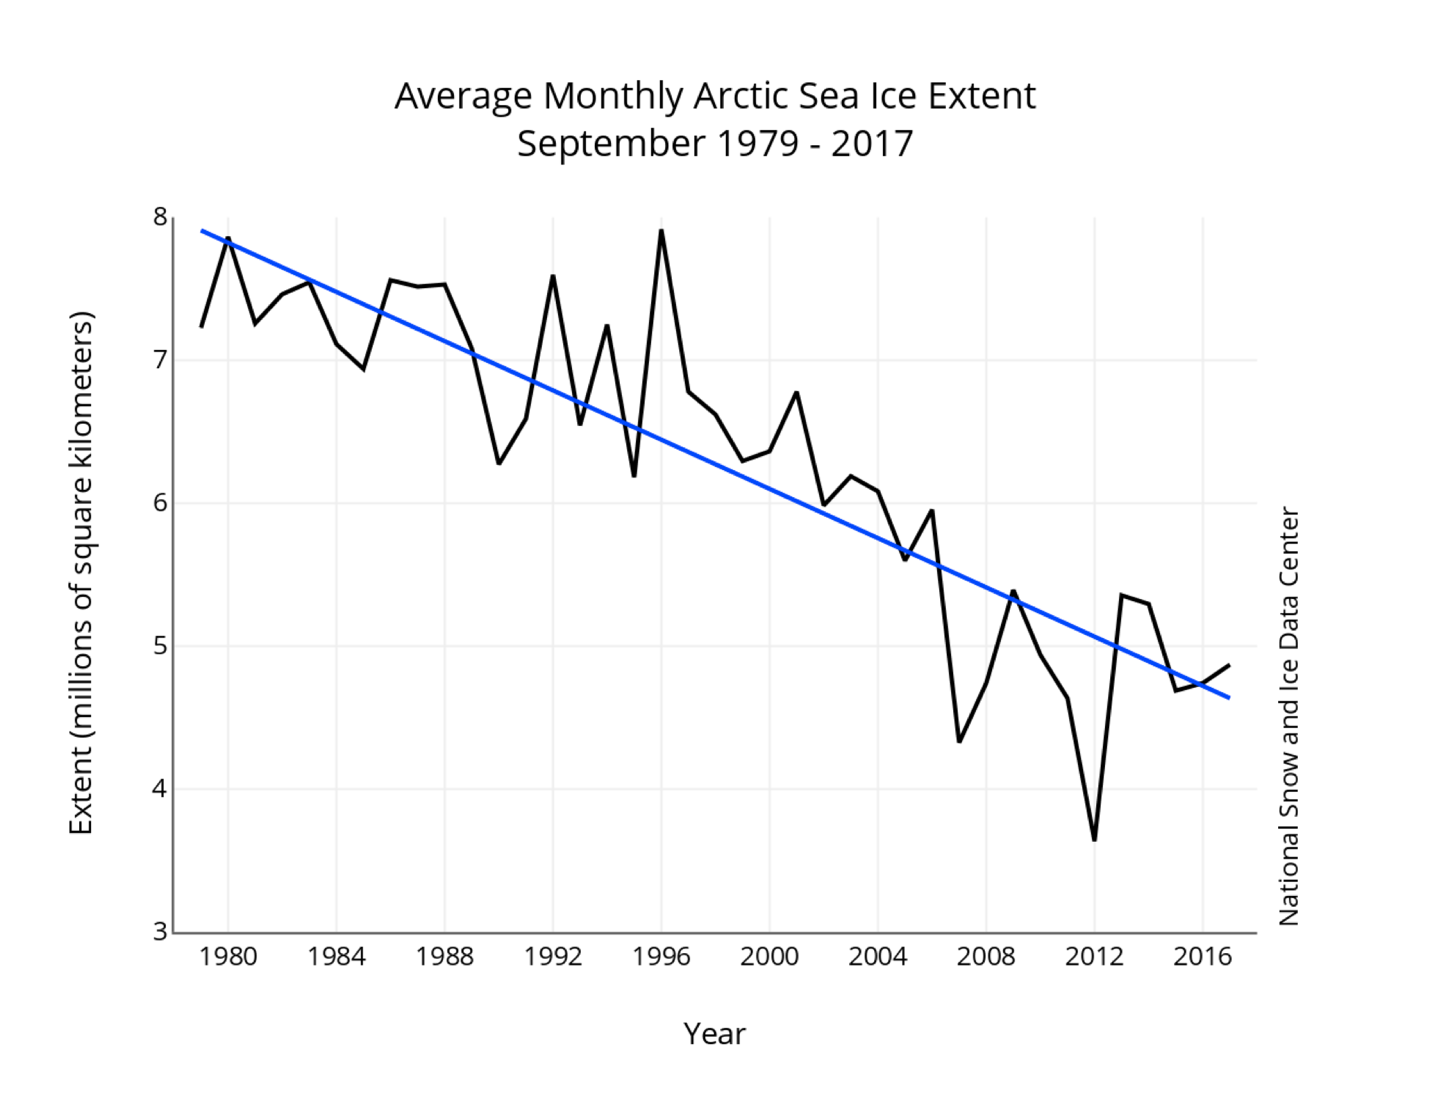 Average Monthly Arctic Sea Ice Extent
September 1979 - 2017
Extent (millions of square kilometers)
8
7
6
5
4
3
1980 1984 1988 1992 1996 2000 2004 2008 2012 2016
Year
National Snow and Ice Data Center